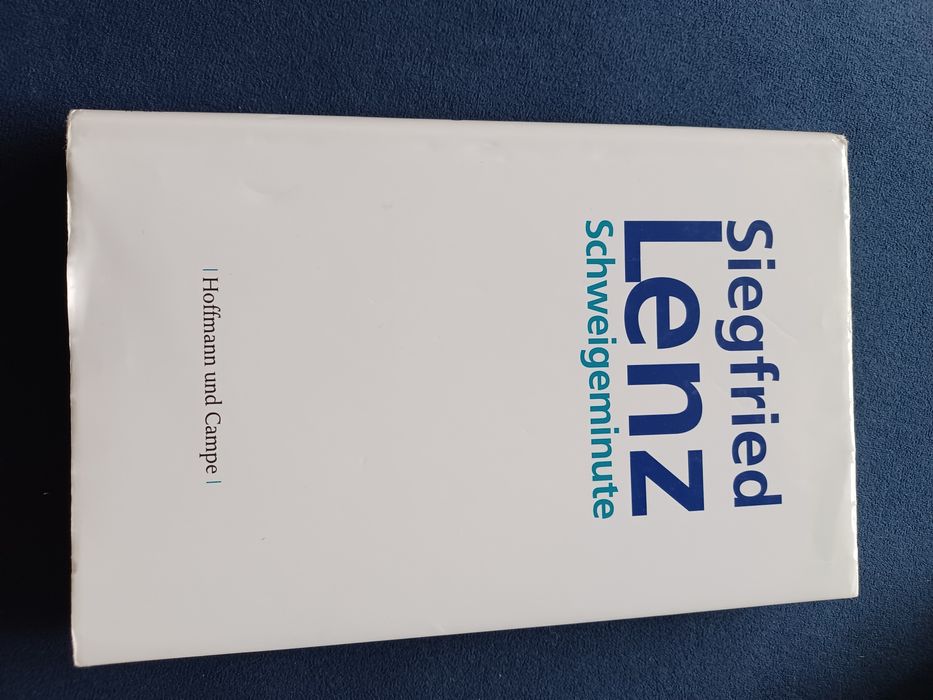 Siegfried
Lenz
Schweigeminute
| Hoffmann und Campe |